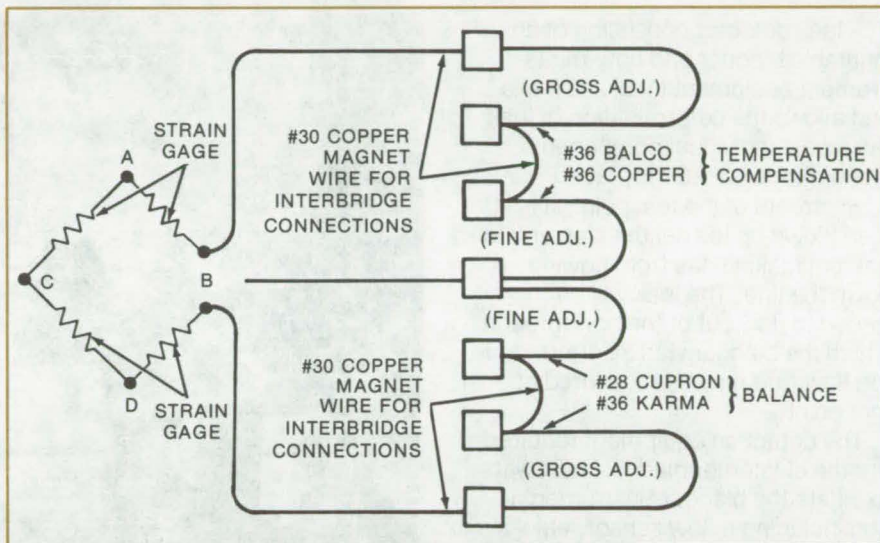 A
STRAIN
GAGE
C
B
STRAIN
GAGE
D
#30 COPPER
MAGNET
WIRE FOR
INTERBRIDGE
CONNECTIONS
(GROSS ADJ.)
#36 BALCO
#36 COPPER
TEMPERATURE
COMPENSATION
(FINE ADJ.)
(FINE ADJ.)
#30 COPPER
MAGNET
WIRE FOR
INTERBRIDGE
CONNECTIONS
#28 CUPRON
#36 KARMA
BALANCE
(GROSS ADJ.)